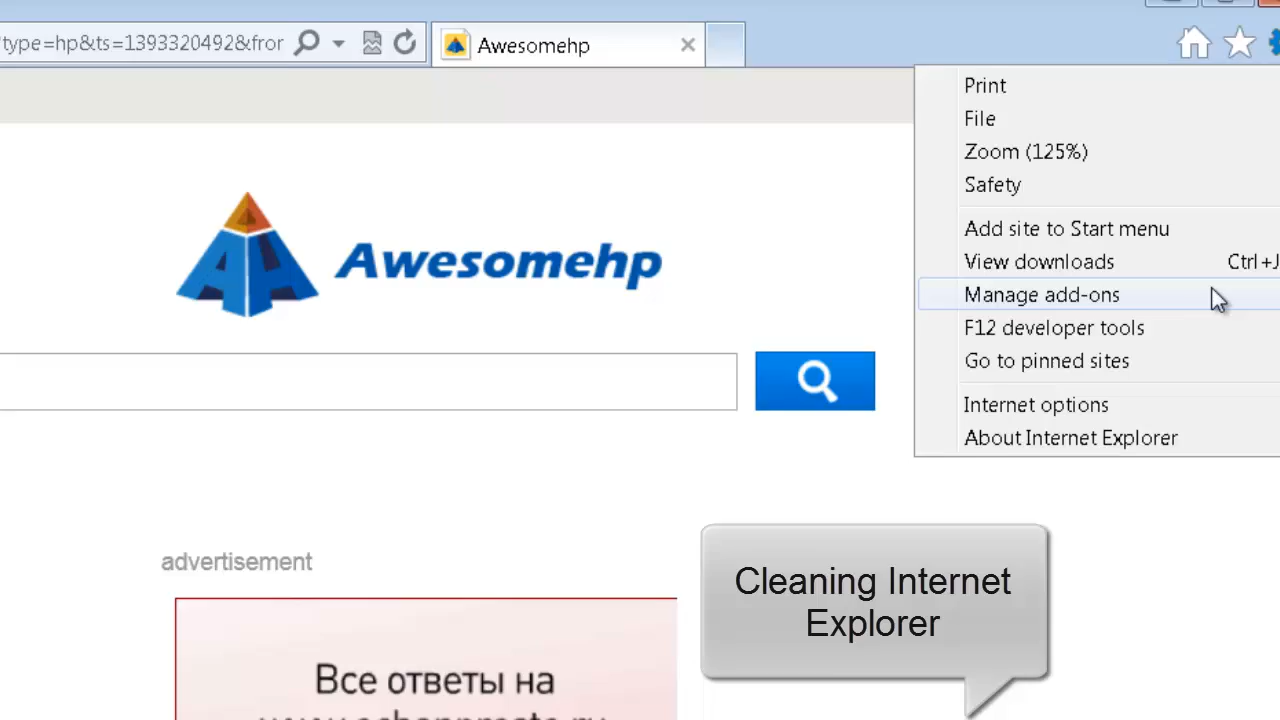 ?type=hp&ts=1393320492&fror
Awesomehp
Print
File
Zoom (125%)
Safety
Add site to Start menu
View downloads Ctrl+J
Manage add-ons
F12 developer tools
Go to pinned sites
Internet options
About Internet Explorer
Awesomehp
advertisement
Cleaning Internet
Explorer
Все ответы на